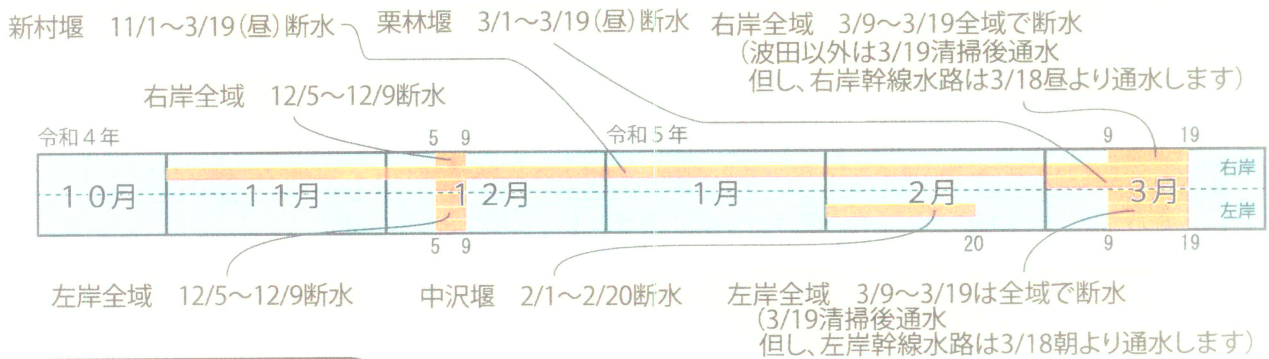 新村堰 11/1〜3/19(昼)断水 栗林堰 3/1〜3/19(昼)断水 右岸全域 3/9〜3/19全域で断水
(波田以外は3/19清掃後通水
但し、右岸幹線水路は3/18昼より通水します)
右岸全域 12/5〜12/9断水
令和4年 5 9 令和5年 9 19
右岸
10月 11月 12月 1月 2月 3月
左岸
5 9 20 9 19
左岸全域 12/5〜12/9断水 中沢堰 2/1〜2/20断水 左岸全域 3/9〜3/19は全域で断水
(3/19清掃後通水
但し、左岸幹線水路は3/18朝より通水します)